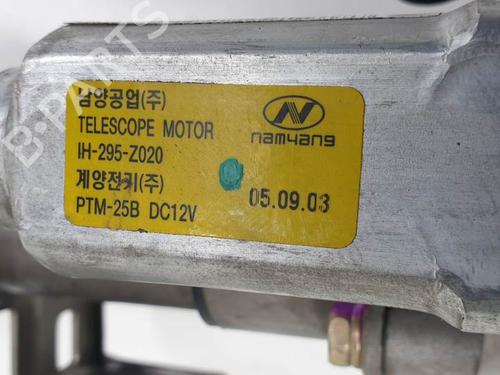 남양공업(주)
TELESCOPE MOTOR
IH-295-Z020
계양전기(주)
PTM-25B DC12V
namyang
05.09.03
B-PARTS